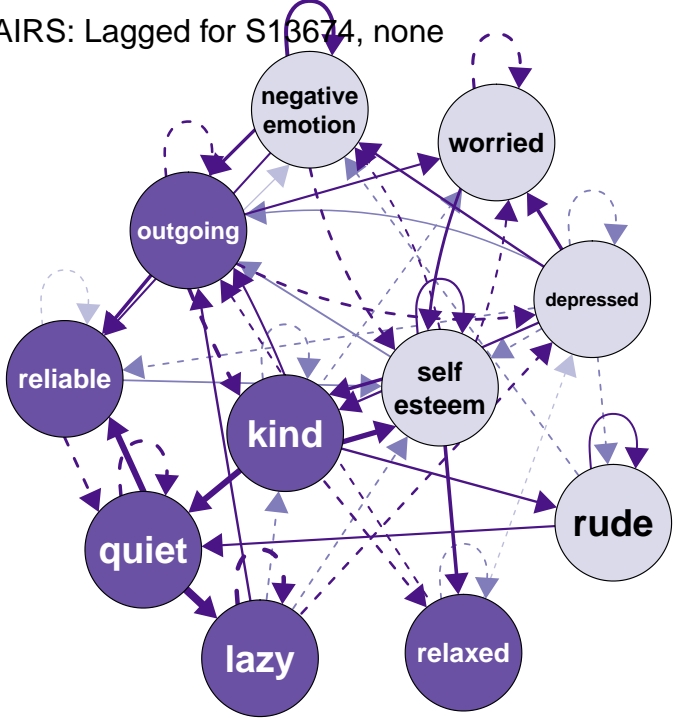 AIRS: Lagged for S13674, none
negative
emotion
worried
outgoing
depressed
reliable
self
esteem
kind
rude
quiet
lazy
relaxed